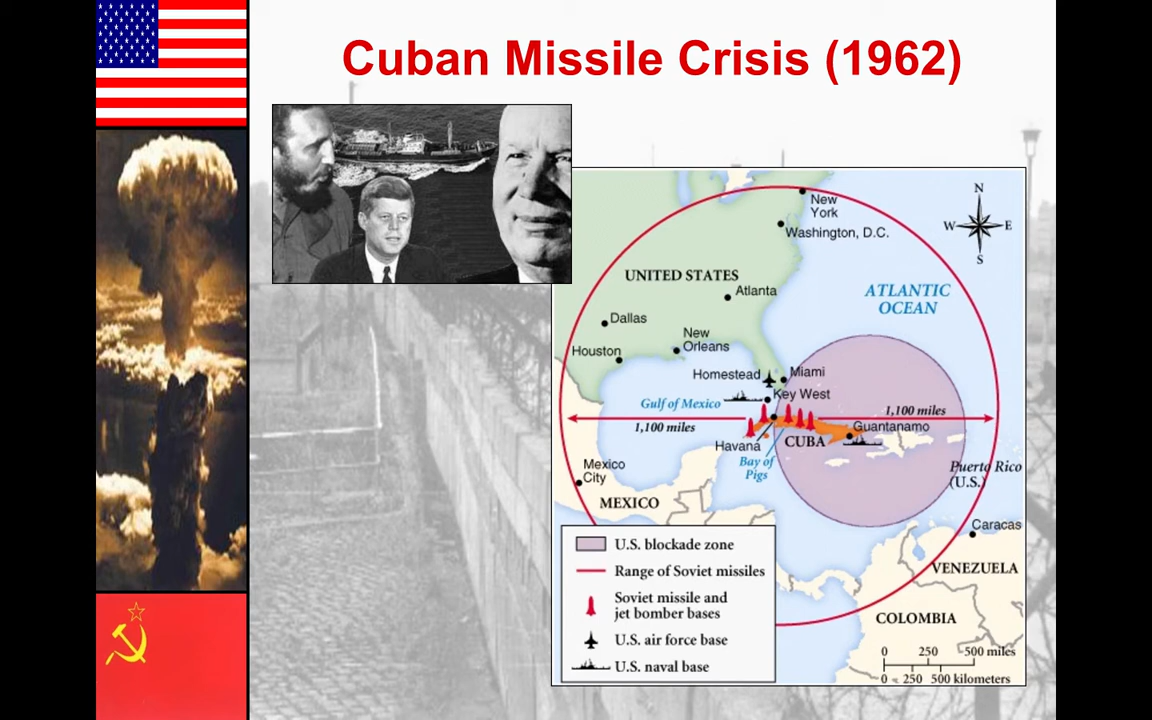 Cuban Missile Crisis (1962)
New
York
Washington, D.C.
N
W
E
S
UNITED STATES
Atlanta
ATLANTIC
OCEAN
Dallas
New
Orleans
Houston
Homestead
Miami
Key West
Gulf of Mexico
1,100 miles
1,100 miles
Guantanamo
Havana
CUBA
Bay of
Pigs
Mexico
City
Puerto Rico
(U.S.)
MEXICO
Caracas
VENEZUELA
COLOMBIA
U.S. blockade zone
Range of Soviet missiles
Soviet missile and
jet bomber bases
U.S. air force base
U.S. naval base
0 250 500 miles
0 250 500 kilometers